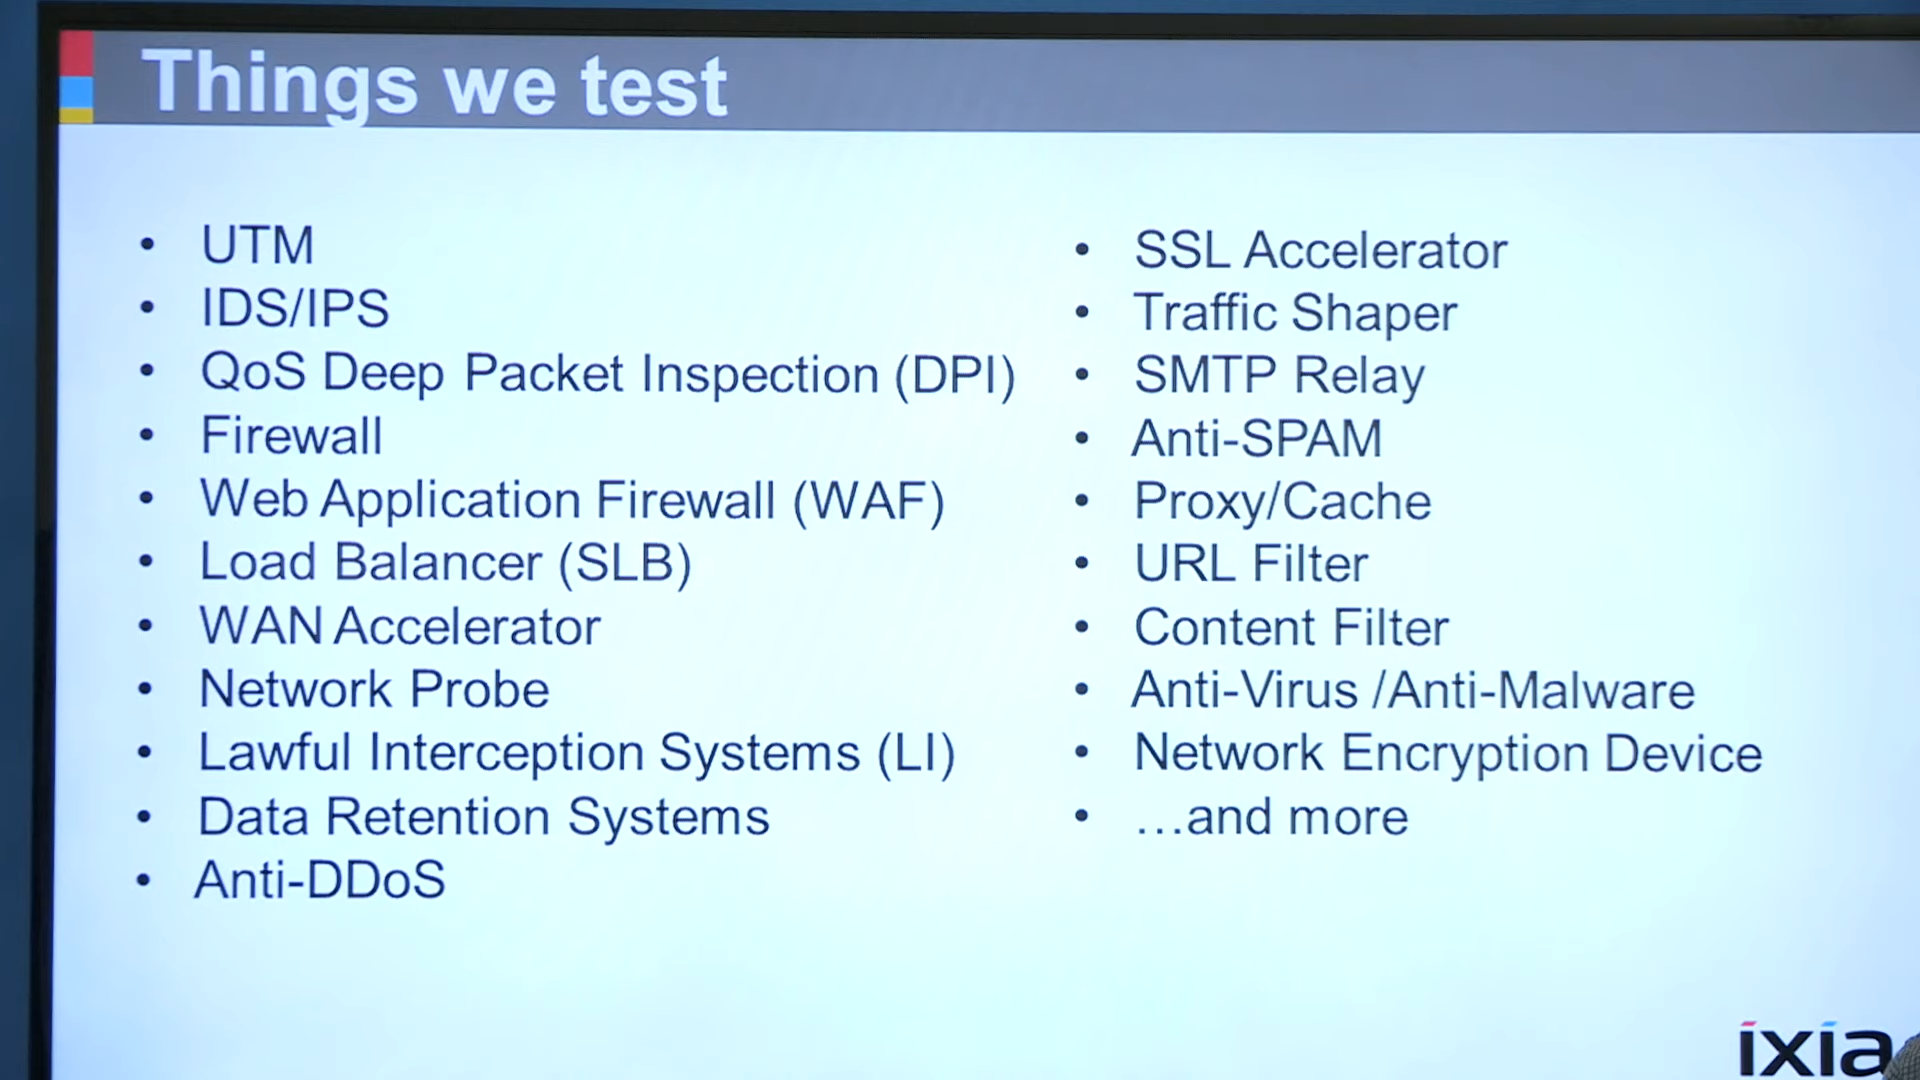 Things we test
• UTM
• IDS/IPS
• QoS Deep Packet Inspection (DPI)
• Firewall
• Web Application Firewall (WAF)
• Load Balancer (SLB)
• WAN Accelerator
• Network Probe
• Lawful Interception Systems (LI)
• Data Retention Systems
• Anti-DDoS
• SSL Accelerator
• Traffic Shaper
• SMTP Relay
• Anti-SPAM
• Proxy/Cache
• URL Filter
• Content Filter
• Anti-Virus /Anti-Malware
• Network Encryption Device
• …and more
ixia